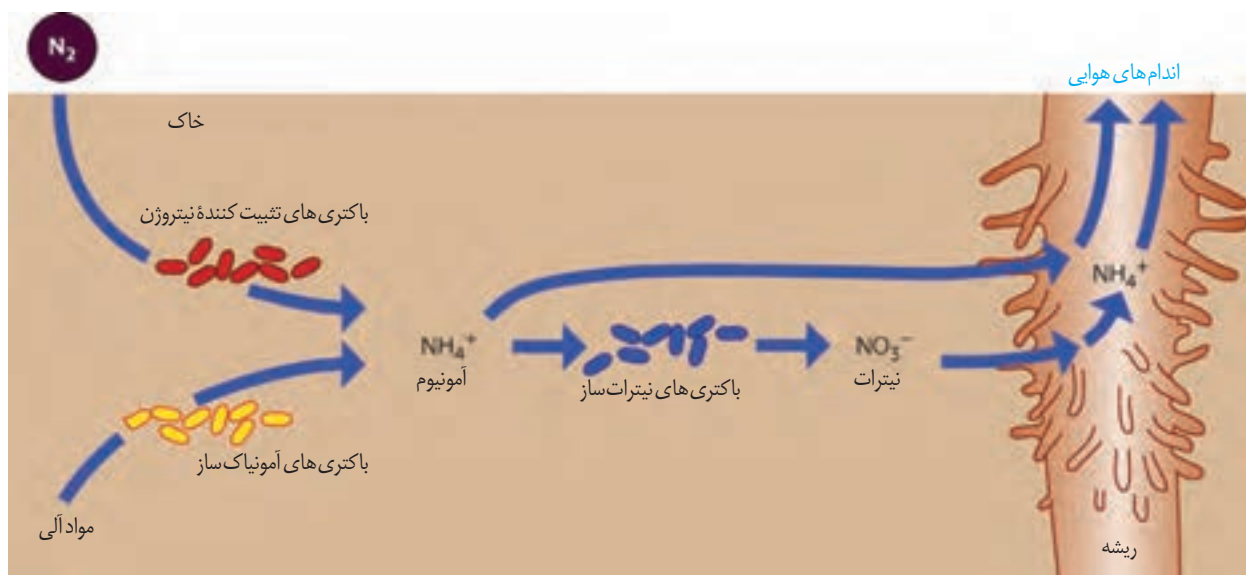 N₂
اندام‌های هوایی
خاک
باکتری‌های تثبیت کنندۀ نیتروژن
NH₄⁺
NH₄⁺
آمونیوم
NO₃⁻
نیترات
باکتری‌های نیترات‌ساز
باکتری‌های آمونیاک‌ساز
مواد آلی
ریشه